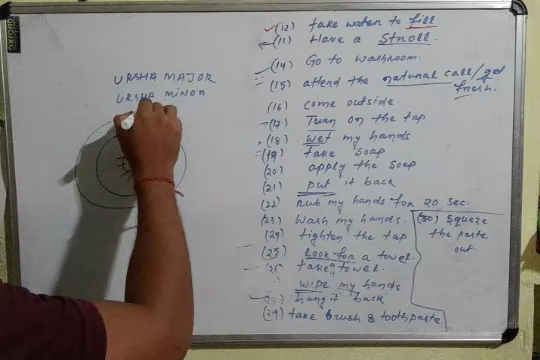 URSHA MAJOR
URSHA MINOR
(12) take water to fill
(11) Have a Stroll.
(14) Go to washroom.
(15) attend the natural call/get fresh.
(16) come outside.
(17) Turn on the tap
(18) wet my hands
(19) take soap
(20) apply the soap
(21) put it back
(22) rub my hands for 20 sec.
(23) wash my hands.
(24) tighten the tap
(25) look for a towel
take a towel.
wipe my hands
hang it back
(29) take brush & toothpaste
(30) squeze
the paste
out.